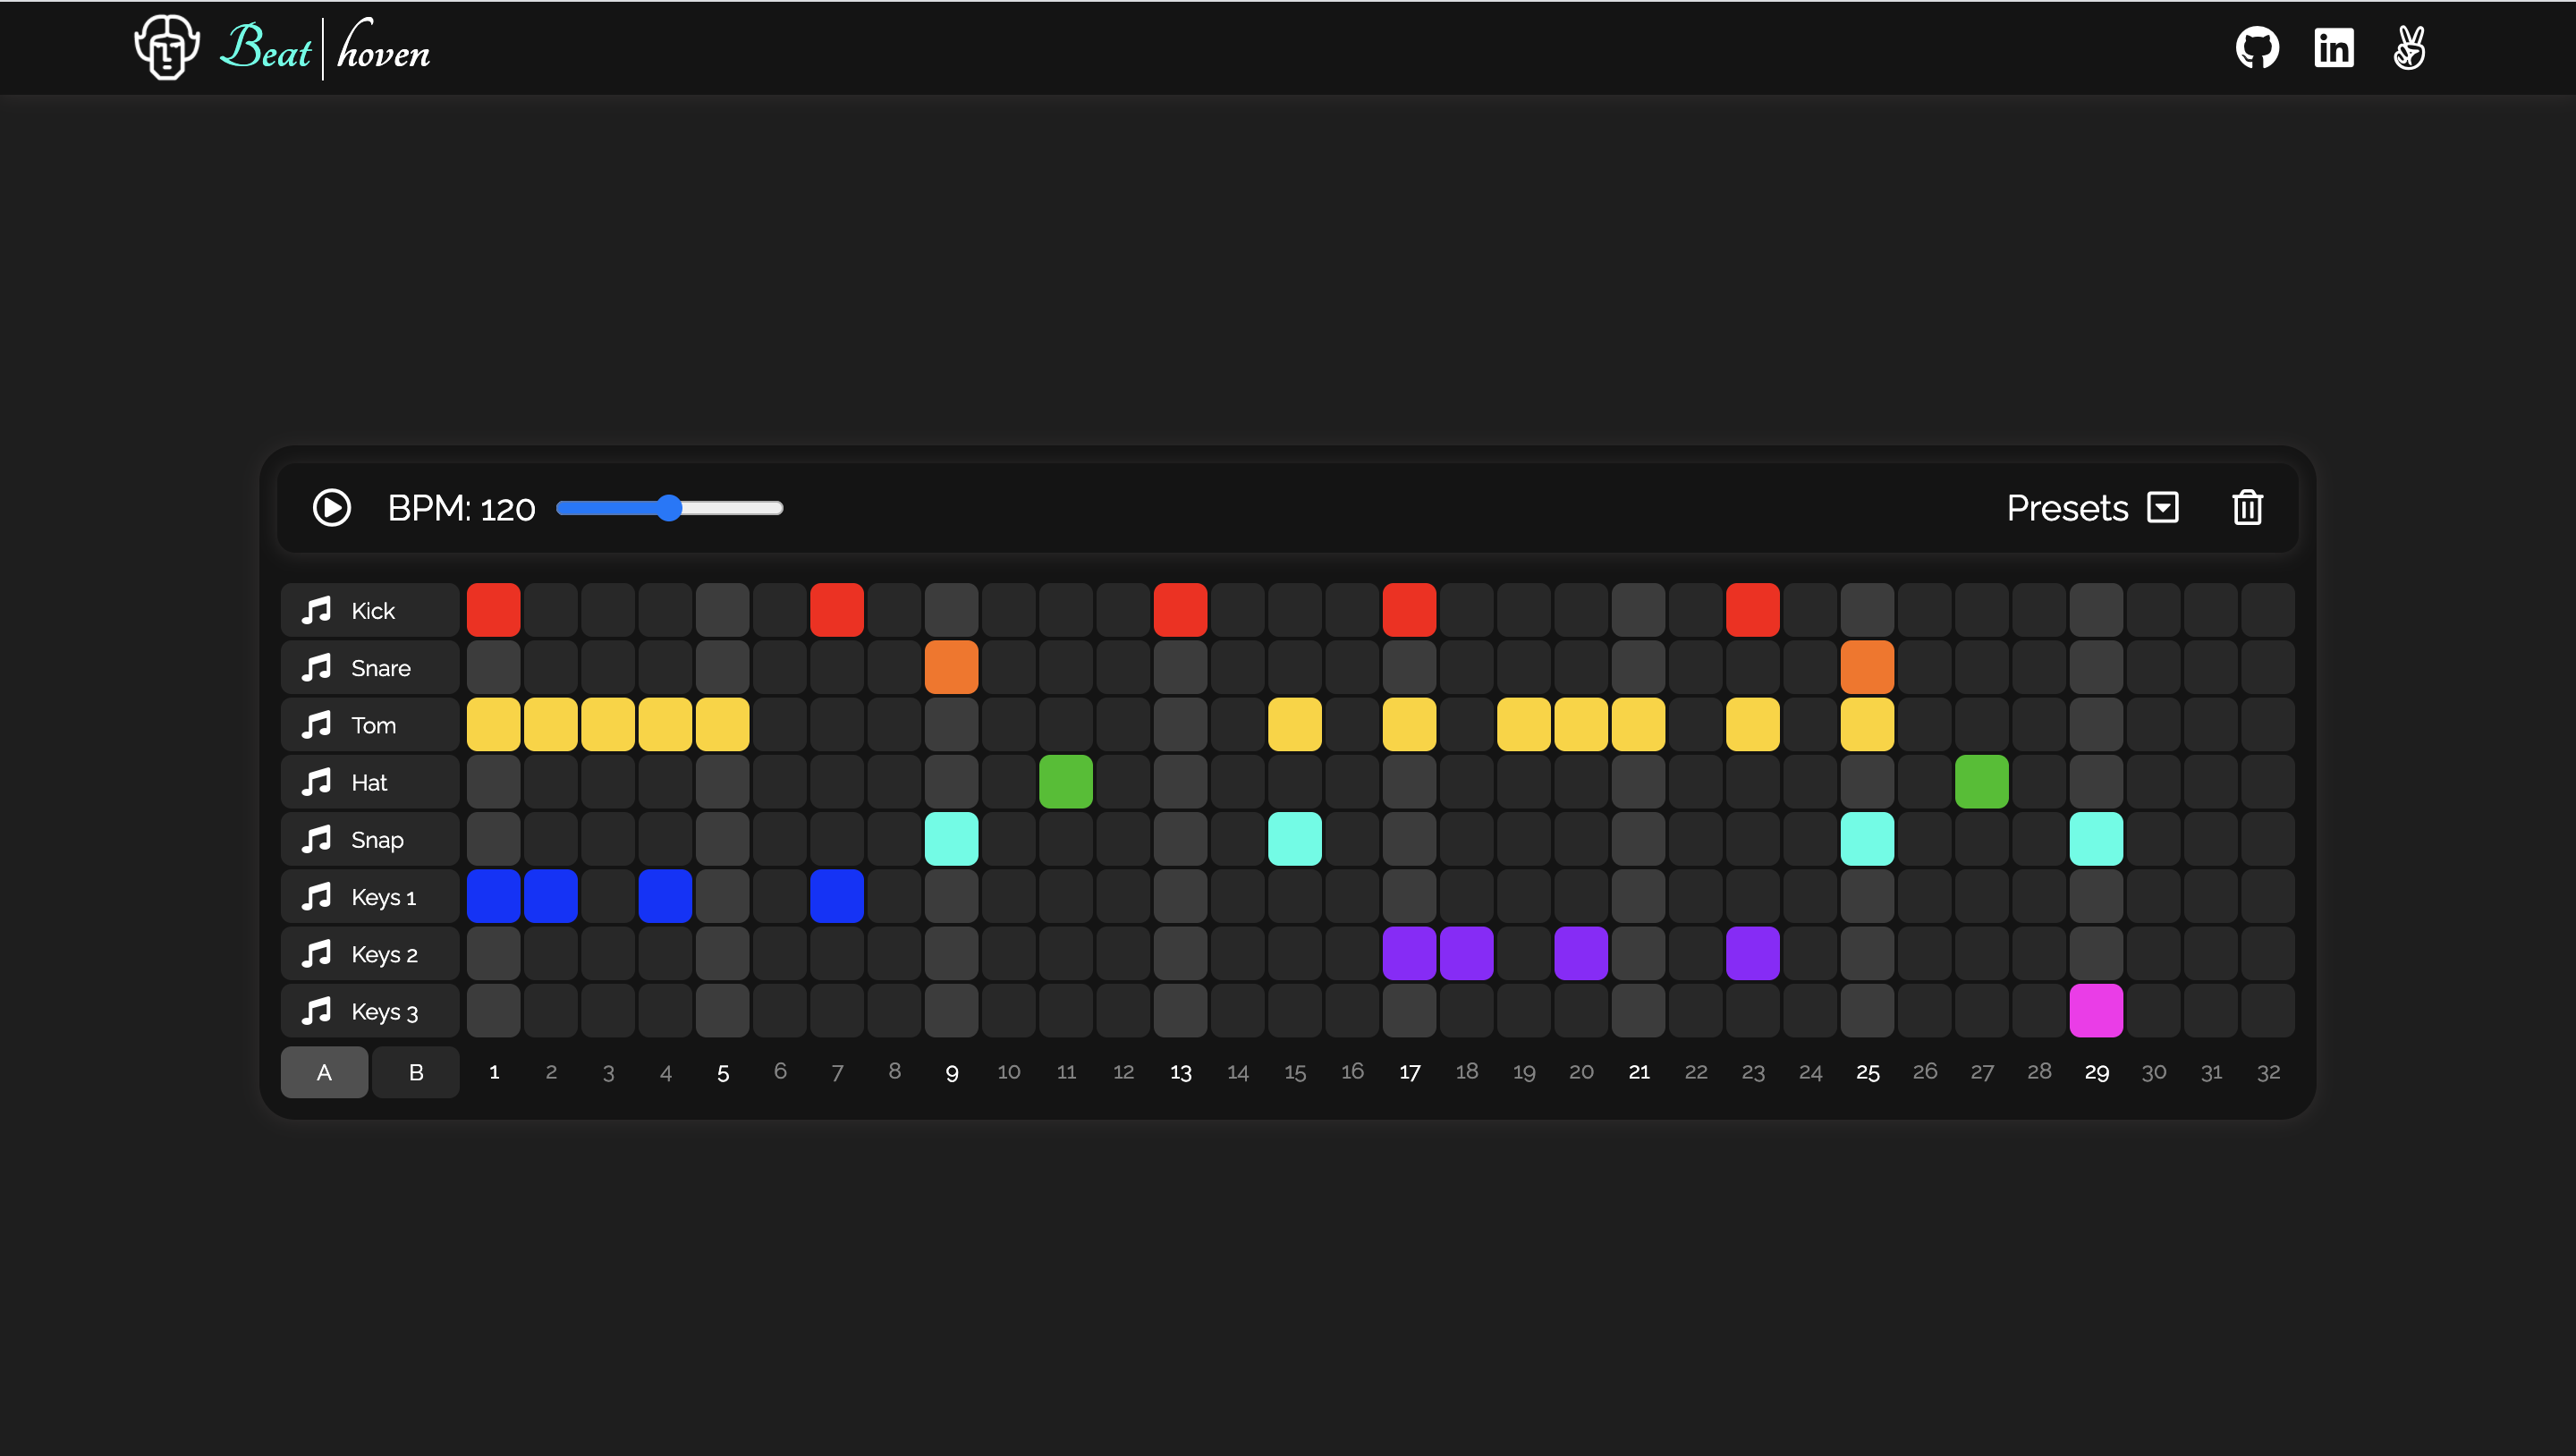 Beat|hoven
in
BPM: 120
Presets
Kick
Snare
Tom
Hat
Snap
Keys 1
Keys 2
Keys 3
A B 1 2 3 4 5 6 7 8 9 10 11 12 13 14 15 16 17 18 19 20 21 22 23 24 25 26 27 28 29 30 31 32